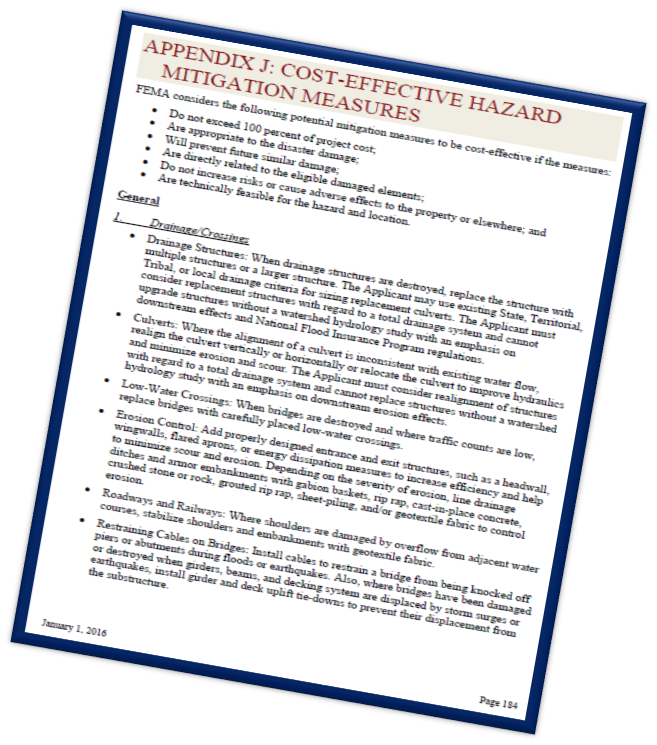 APPENDIX J: COST-EFFECTIVE HAZARD
MITIGATION MEASURES
FEMA considers the following potential mitigation measures to be cost-effective if the measures:
• Do not exceed 100 percent of project cost;
• Are appropriate to the disaster damage;
• Will prevent future similar damage;
• Are directly related to the eligible damaged elements;
• Do not increase risks or cause adverse effects to the property or elsewhere; and
• Are technically feasible for the hazard and location.
General
1. Drainage/Crossings
• Drainage Structures: When drainage structures are destroyed, replace the structure with
multiple structures or a larger structure. The Applicant may use existing State, Territorial,
Tribal, or local drainage criteria for sizing replacement culverts. The Applicant must
consider replacement structures with regard to a total drainage system and cannot
upgrade structures without a watershed hydrology study with an emphasis on
downstream effects and National Flood Insurance Program regulations.
• Culverts: Where the alignment of a culvert is inconsistent with existing water flow,
realign the culvert vertically or horizontally or relocate the culvert to improve hydraulics
and minimize erosion and scour. The Applicant must consider realignment of structures
with regard to a total drainage system and cannot replace structures without a watershed
hydrology study with an emphasis on downstream erosion effects.
• Low-Water Crossings: When bridges are destroyed and where traffic counts are low,
replace bridges with carefully placed low-water crossings.
• Erosion Control: Add properly designed entrance and exit structures, such as a headwall,
wingwalls, flared aprons, or energy dissipation measures to increase efficiency and help
to minimize scour and erosion. Depending on the severity of erosion, line drainage
ditches and armor embankments with gabion baskets, rip rap, cast-in-place concrete,
crushed stone or rock, grouted rip rap, sheet-piling, and/or geotextile fabric to control
erosion.
• Roadways and Railways: Where shoulders are damaged by overflow from adjacent water
courses, stabilize shoulders and embankments with geotextile fabric.
• Restraining Cables on Bridges: Install cables to restrain a bridge from being knocked off
piers or abutments during floods or earthquakes. Also, where bridges have been damaged
or destroyed when girders, beams, and decking system are displaced by storm surges or
earthquakes, install girder and deck uplift tie-downs to prevent their displacement from
the substructure.
January 1, 2016
Page 184